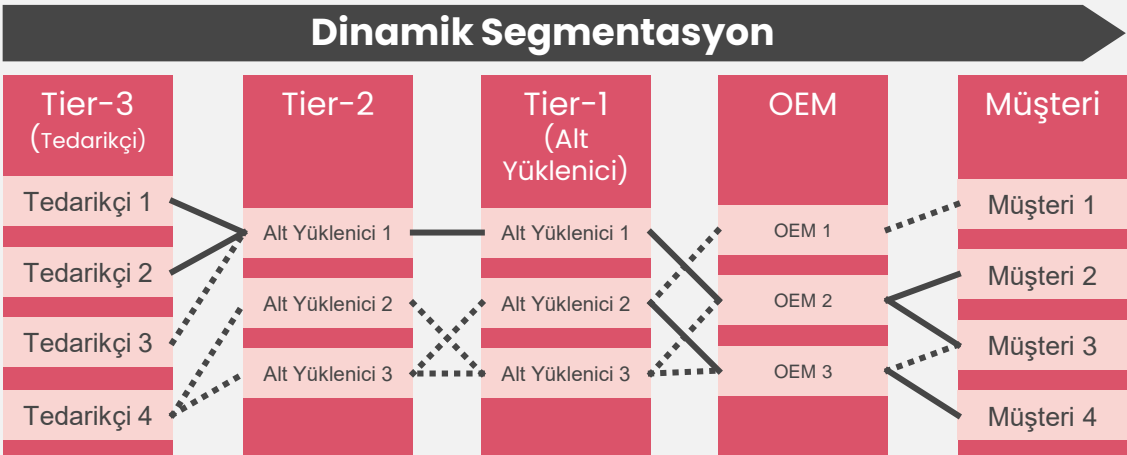 Dinamik Segmentasyon
Tier-3
(Tedarikçi)
Tedarikçi 1
Tedarikçi 2
Tedarikçi 3
Tedarikçi 4
Tier-2
Alt Yüklenici 1
Alt Yüklenici 2
Alt Yüklenici 3
Tier-1
(Alt
Yüklenici)
Alt Yüklenici 1
Alt Yüklenici 2
Alt Yüklenici 3
OEM
OEM 1
OEM 2
OEM 3
Müşteri
Müşteri 1
Müşteri 2
Müşteri 3
Müşteri 4